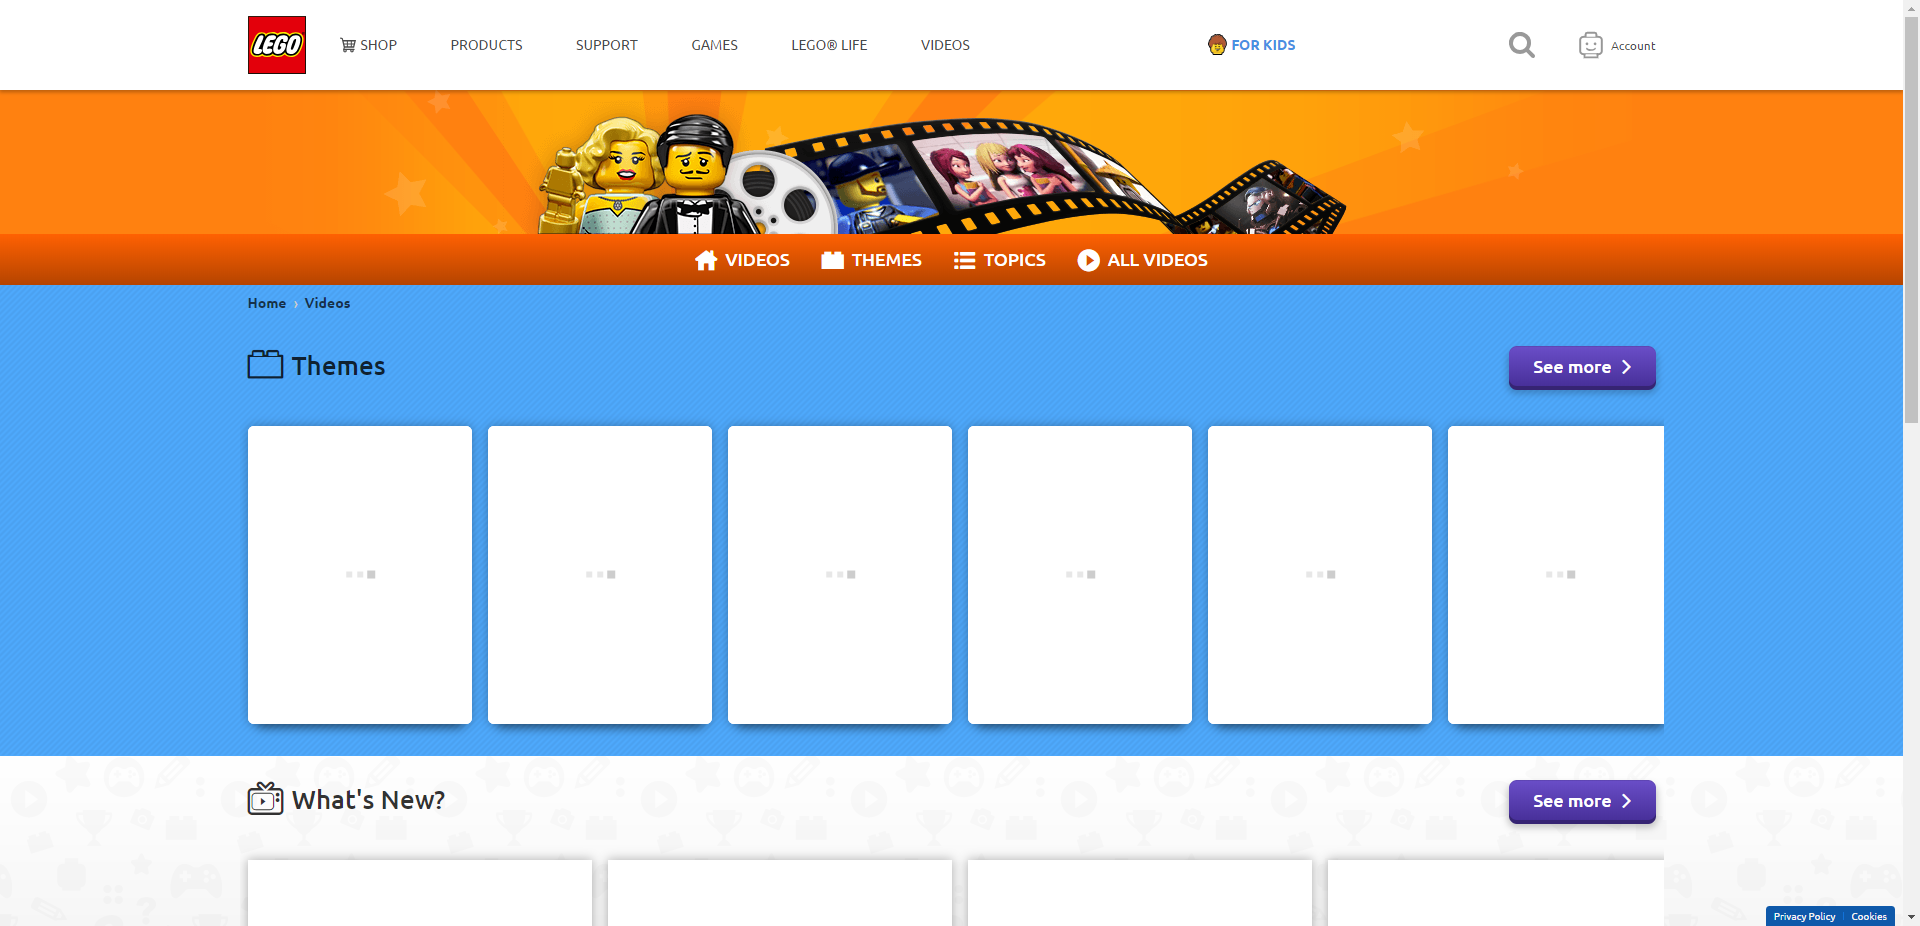 LEGO
SHOP
PRODUCTS
SUPPORT
GAMES
LEGO® LIFE
VIDEOS
FOR KIDS
Account
VIDEOS
THEMES
TOPICS
ALL VIDEOS
Home › Videos
Themes
See more
What's New?
See more
Privacy Policy
Cookies